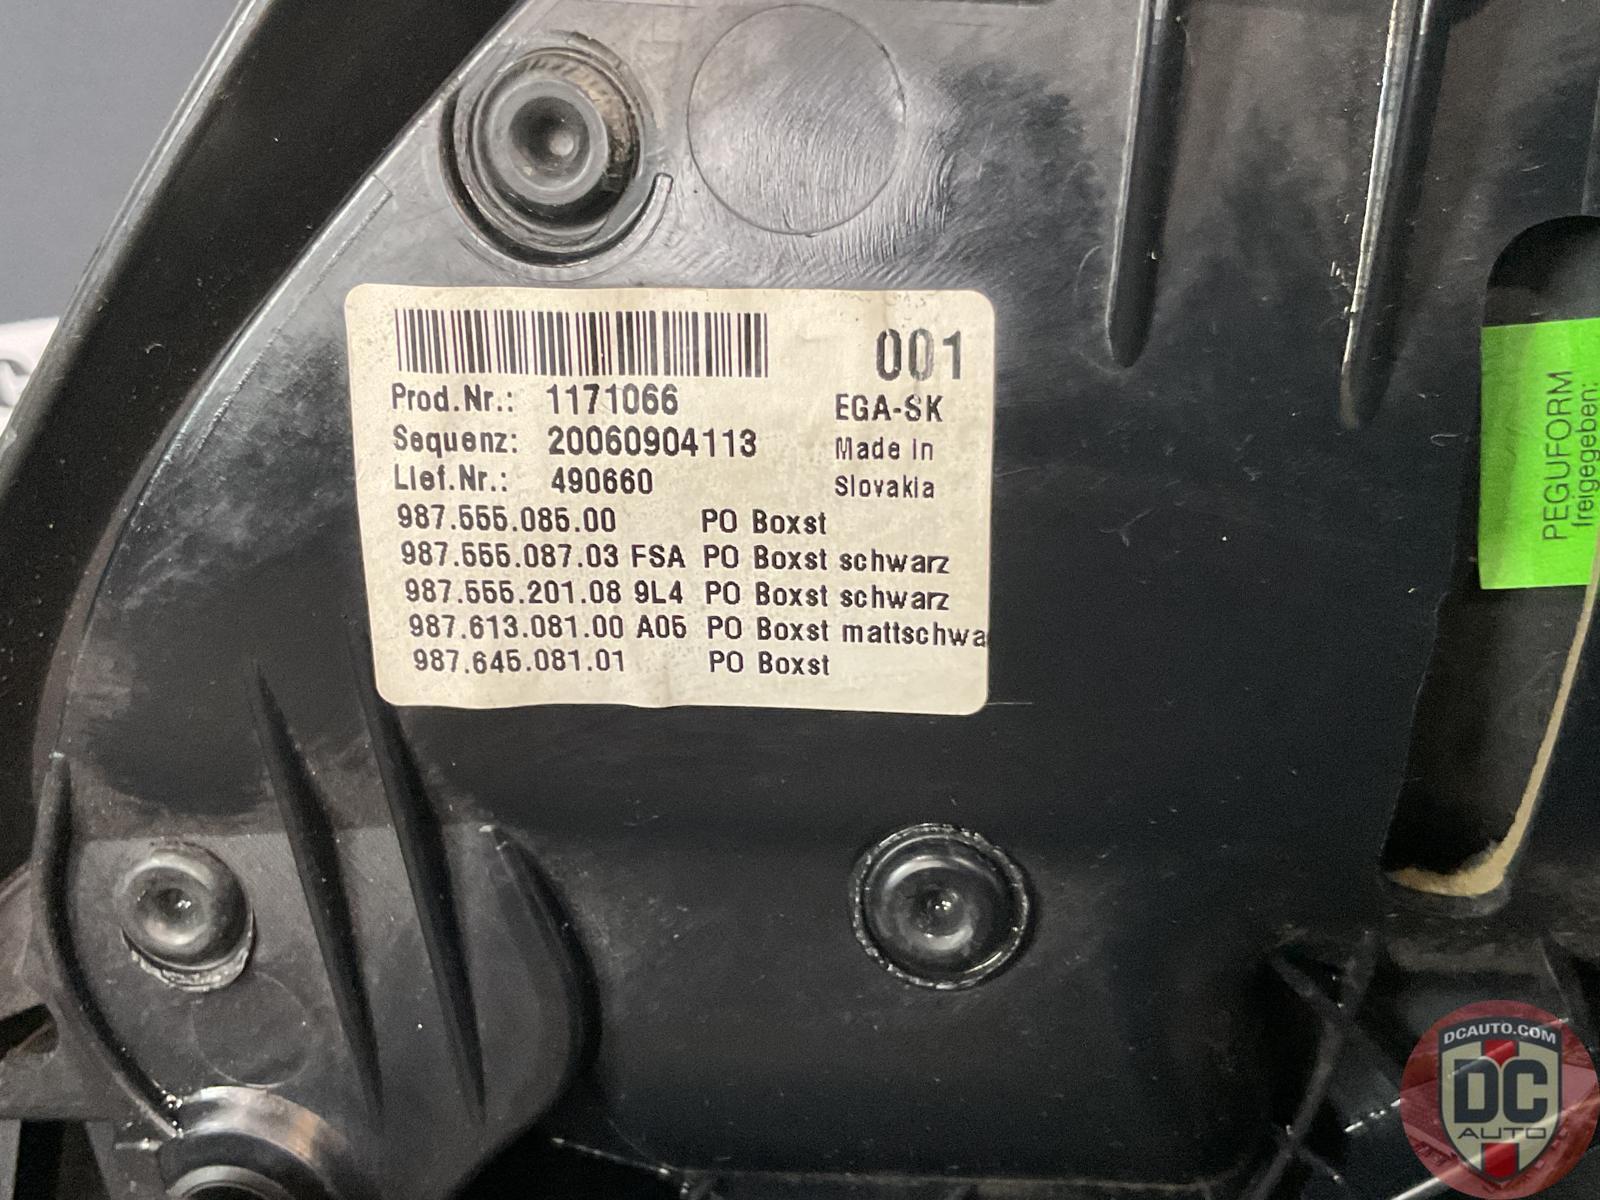 001
Prod.Nr.: 1171066
EGA-SK
Sequenz: 20060904113
Made in
Lief.Nr.: 490660
Slovakia
987.555.085.00 PO Boxst
987.555.087.03 FSA PO Boxst schwarz
987.555.201.08 9L4 PO Boxst schwarz
987.613.081.00 A05 PO Boxst mattschwa
987.645.081.01 PO Boxst
PEGUFORM
freigegeben:
DCAUTO.COM
DC
AUTO